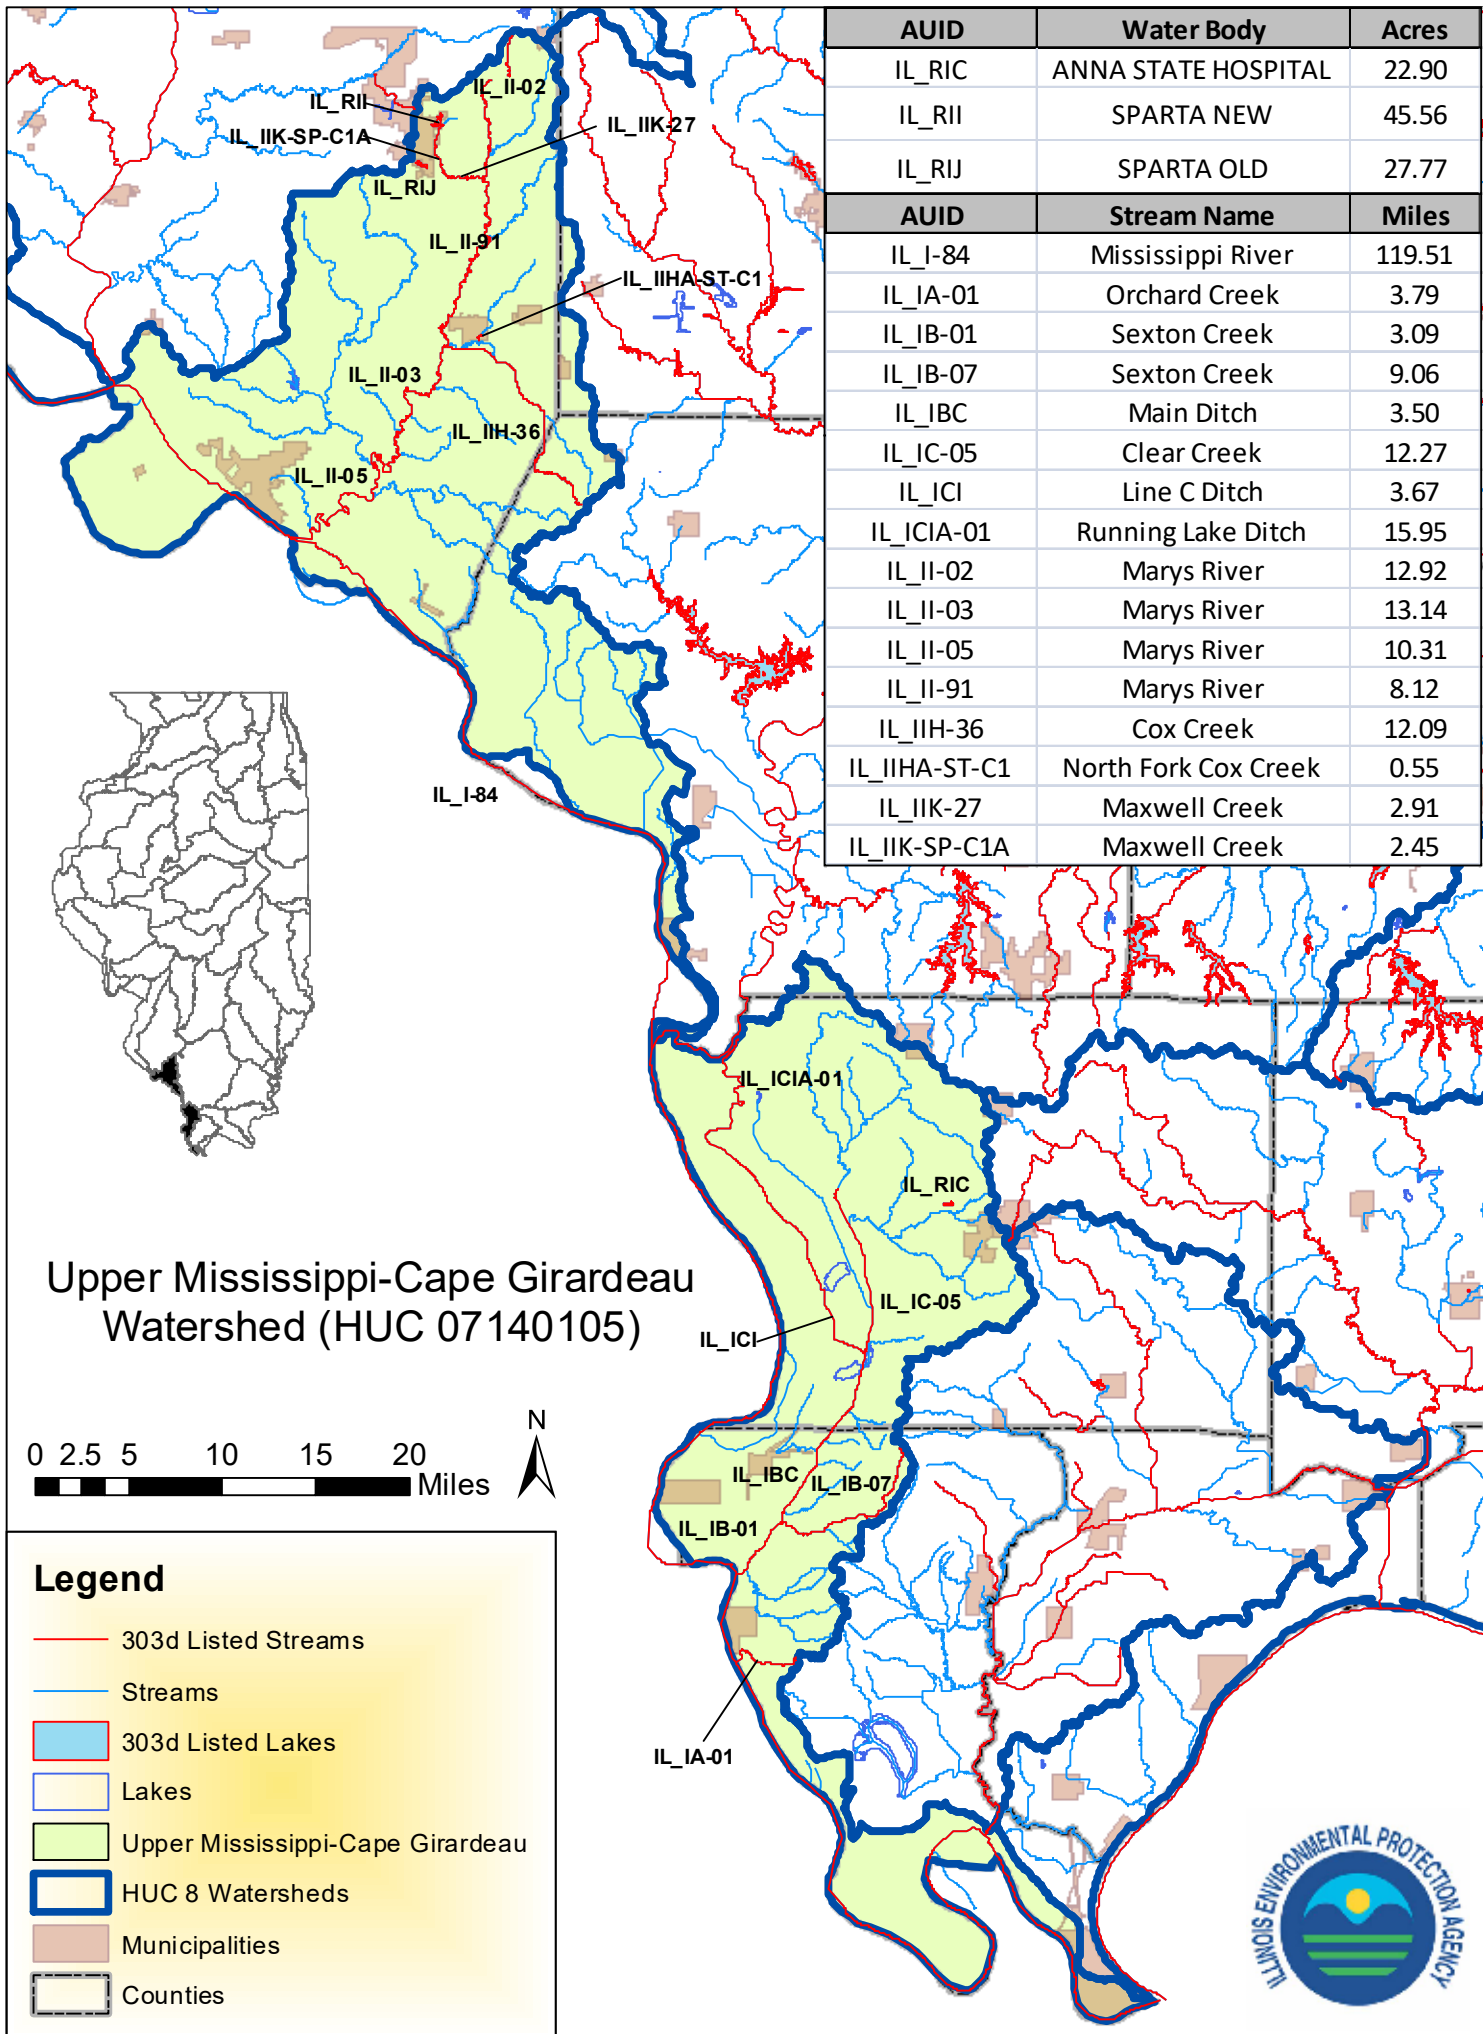 AUID Water Body Acres
IL_RIC ANNA STATE HOSPITAL 22.90
IL_RII SPARTA NEW 45.56
IL_RIJ SPARTA OLD 27.77
AUID Stream Name Miles
IL_I-84 Mississippi River 119.51
IL_IA-01 Orchard Creek 3.79
IL_IB-01 Sexton Creek 3.09
IL_IB-07 Sexton Creek 9.06
IL_IBC Main Ditch 3.50
IL_IC-05 Clear Creek 12.27
IL_ICI Line C Ditch 3.67
IL_ICIA-01 Running Lake Ditch 15.95
IL_II-02 Marys River 12.92
IL_II-03 Marys River 13.14
IL_II-05 Marys River 10.31
IL_II-91 Marys River 8.12
IL_IIH-36 Cox Creek 12.09
IL_IIHA-ST-C1 North Fork Cox Creek 0.55
IL_IIK-27 Maxwell Creek 2.91
IL_IIK-SP-C1A Maxwell Creek 2.45
IL_II-02
IL_RII
IL_IIK-27
IL_IIK-SP-C1A
IL_RIJ
IL_II-91
IL_IIHA-ST-C1
IL_II-03
IL_IIH-36
IL_II-05
IL_I-84
IL_ICIA-01
IL_RIC
Upper Mississippi-Cape Girardeau
Watershed (HUC 07140105)
IL_IC-05
IL_ICI
N
0 2.5 5 10 15 20
Miles
IL_IBC
IL_IB-07
IL_IB-01
IL_IA-01
Legend
303d Listed Streams
Streams
303d Listed Lakes
Lakes
Upper Mississippi-Cape Girardeau
HUC 8 Watersheds
Municipalities
Counties
ILLINOIS ENVIRONMENTAL PROTECTION AGENCY